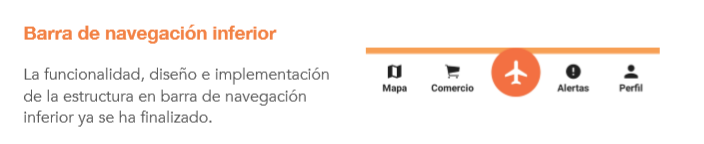 Barra de navegación inferior
La funcionalidad, diseño e implementación
de la estructura en barra de navegación
inferior ya se ha finalizado.
Mapa Comercio Alertas Perfil